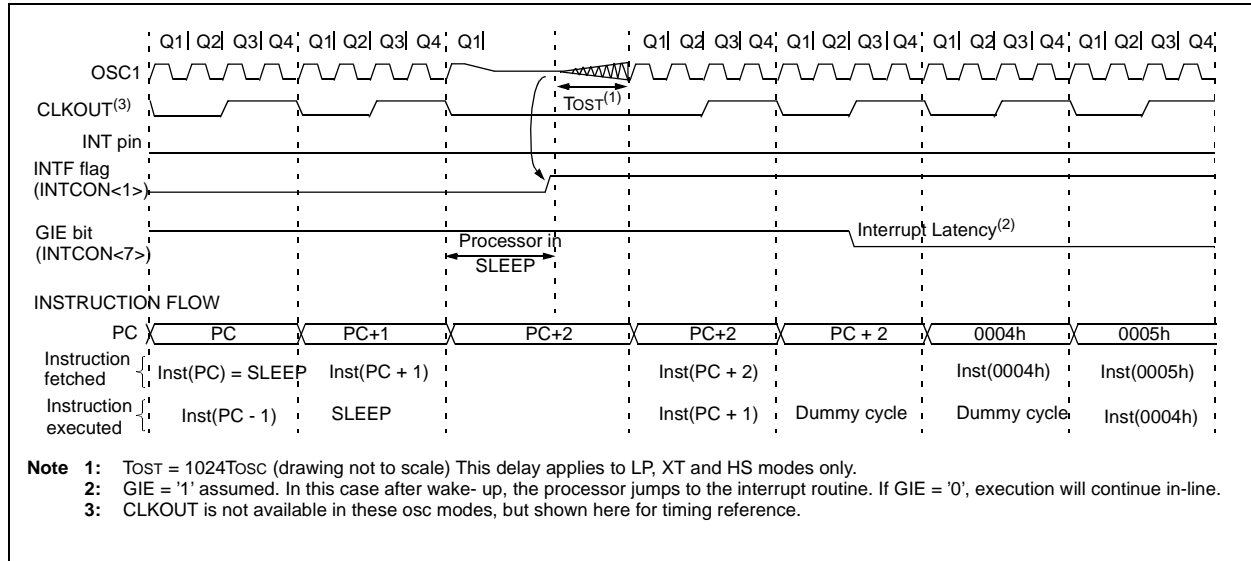 Q1 Q2 Q3 Q4 Q1 Q2 Q3 Q4 Q1 Q1 Q2 Q3 Q4 Q1 Q2 Q3 Q4 Q1 Q2 Q3 Q4 Q1 Q2 Q3 Q4
OSC1
TOST(1)
CLKOUT(3)
INT pin
INTF flag
(INTCON<1>)
GIE bit
(INTCON<7>)
Processor in
SLEEP
Interrupt Latency(2)
INSTRUCTION FLOW
PC PC PC+1 PC+2 PC+2 PC + 2 0004h 0005h
Instruction
fetched
Inst(PC) = SLEEP Inst(PC + 1) Inst(PC + 2) Inst(0004h) Inst(0005h)
Instruction
executed
Inst(PC - 1) SLEEP Inst(PC + 1) Dummy cycle Dummy cycle Inst(0004h)
Note 1: TOST = 1024TOSC (drawing not to scale) This delay applies to LP, XT and HS modes only.
2: GIE = '1' assumed. In this case after wake- up, the processor jumps to the interrupt routine. If GIE = '0', execution will continue in-line.
3: CLKOUT is not available in these osc modes, but shown here for timing reference.